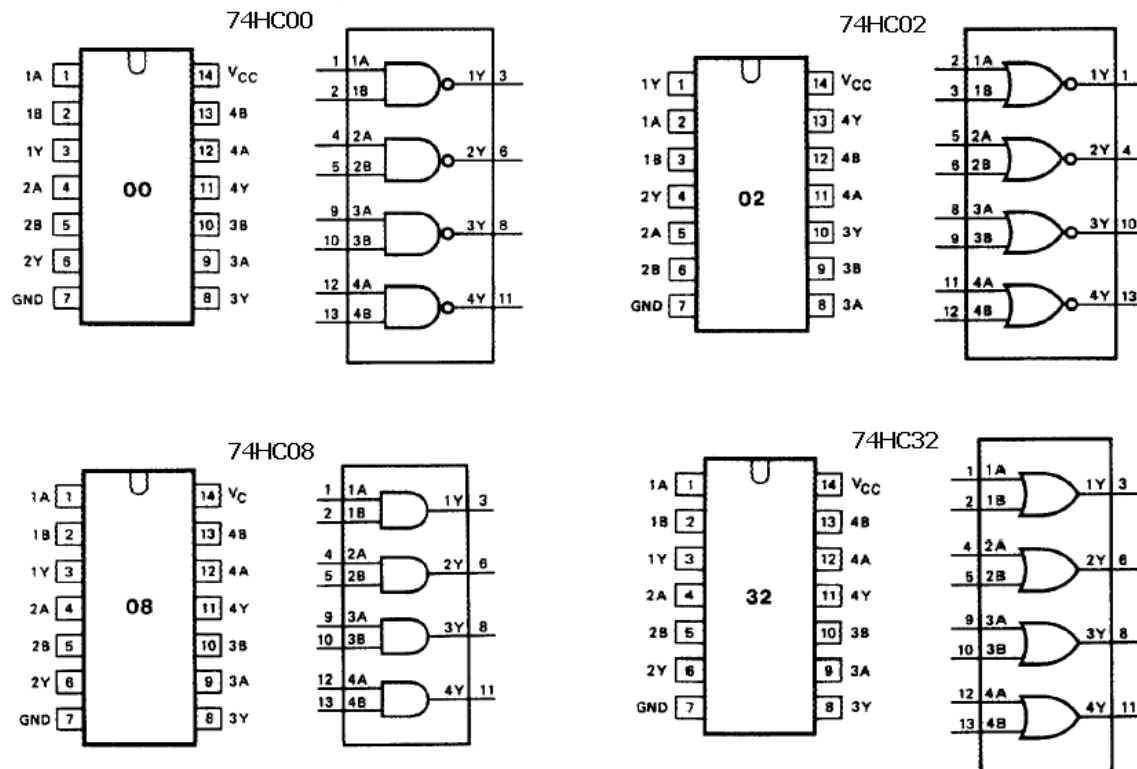 74HC00
1A 1 14 VCC
1B 2 13 4B
1Y 3 12 4A
2A 4 11 4Y
00
2B 5 10 3B
2Y 6 9 3A
GND 7 8 3Y
1 1A 1Y 3
2 1B
4 2A 2Y 6
5 2B
9 3A 3Y 8
10 3B
12 4A 4Y 11
13 4B
74HC02
1Y 1 14 VCC
1A 2 13 4Y
1B 3 12 4B
2Y 4 11 4A
02
2A 5 10 3Y
2B 6 9 3B
GND 7 8 3A
2 1A 1Y 1
3 1B
5 2A 2Y 4
6 2B
8 3A 3Y 10
9 3B
11 4A 4Y 13
12 4B
74HC08
1A 1 14 VC
1B 2 13 4B
1Y 3 12 4A
2A 4 11 4Y
08
2B 5 10 3B
2Y 6 9 3A
GND 7 8 3Y
1 1A 1Y 3
2 1B
4 2A 2Y 6
5 2B
9 3A 3Y 8
10 3B
12 4A 4Y 11
13 4B
74HC32
1A 1 14 VCC
1B 2 13 4B
1Y 3 12 4A
2A 4 11 4Y
32
2B 5 10 3B
2Y 6 9 3A
GND 7 8 3Y
1 1A 1Y 3
2 1B
4 2A 2Y 6
5 2B
9 3A 3Y 8
10 3B
12 4A 4Y 11
13 4B